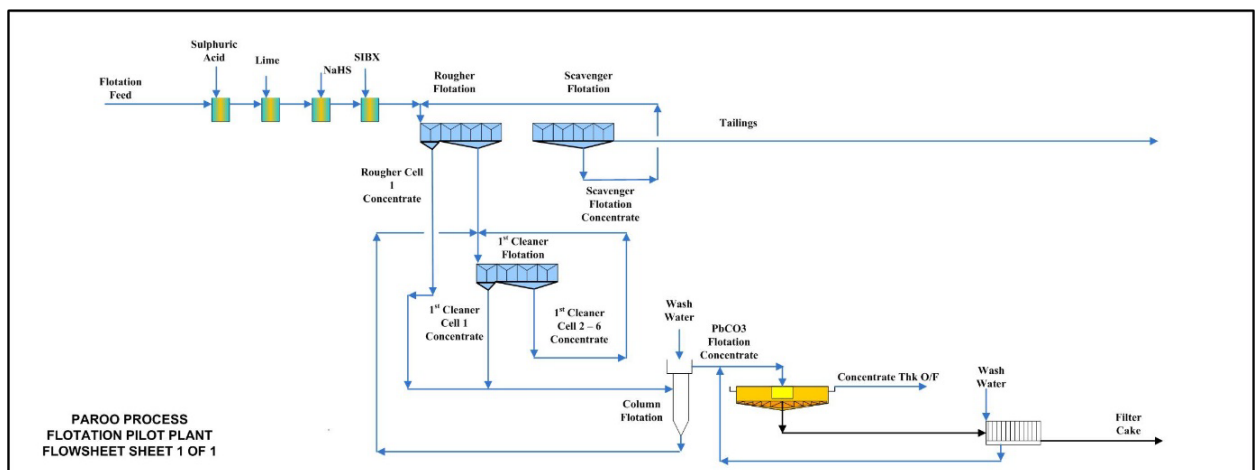 Sulphuric
Acid
Lime
NaHS
SIBX
Flotation
Feed
Rougher
Flotation
Scavenger
Flotation
Tailings
Rougher Cell
1
Concentrate
Scavenger
Flotation
Concentrate
1st Cleaner
Flotation
1st Cleaner
Cell 1
Concentrate
1st Cleaner
Cell 2 – 6
Concentrate
Wash
Water
PbCO3
Flotation
Concentrate
Concentrate Thk O/F
Wash
Water
Column
Flotation
Filter
Cake
PAROO PROCESS
FLOTATION PILOT PLANT
FLOWSHEET SHEET 1 OF 1